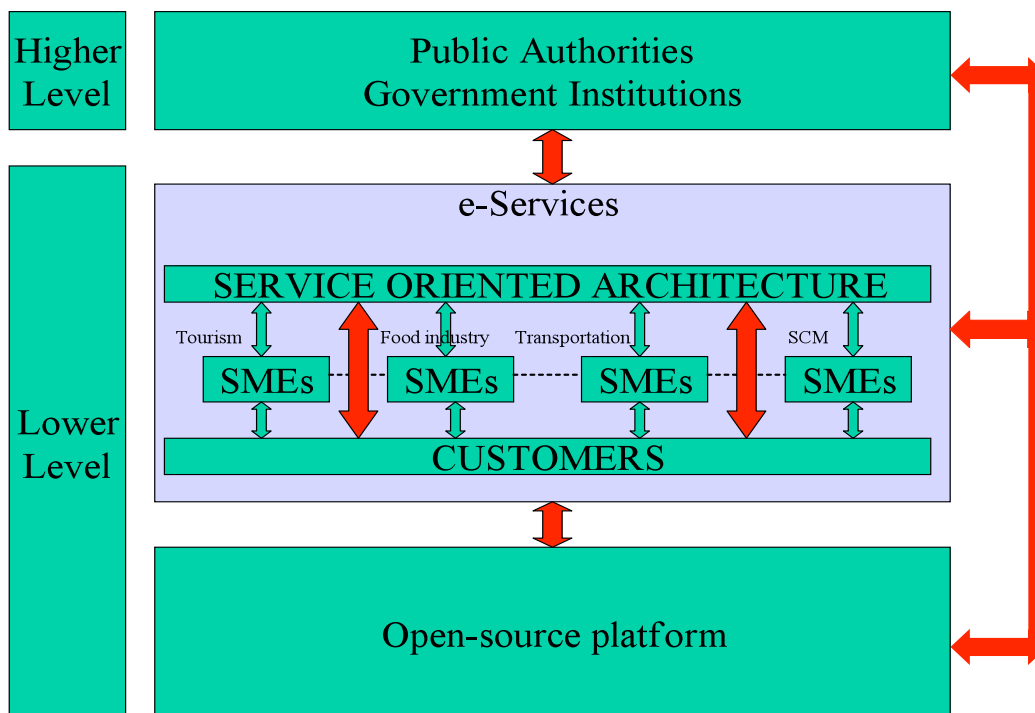 Higher
Level
Public Authorities
Government Institutions
e-Services
SERVICE ORIENTED ARCHITECTURE
Tourism
Food industry
Transportation
SCM
SMEs
SMEs
SMEs
SMEs
Lower
Level
CUSTOMERS
Open-source platform